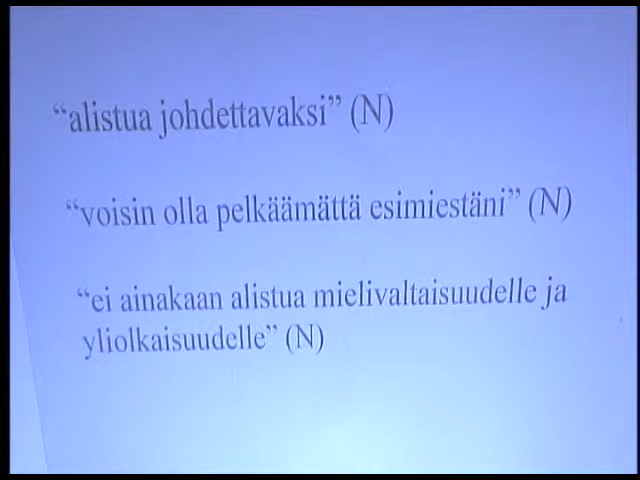 “alistua johdettavaksi” (N)
“voisin olla pelkäämättä esimiestäni” (N)
“ei ainakaan alistua mielivaltaisuudelle ja
yliolkaisuudelle” (N)